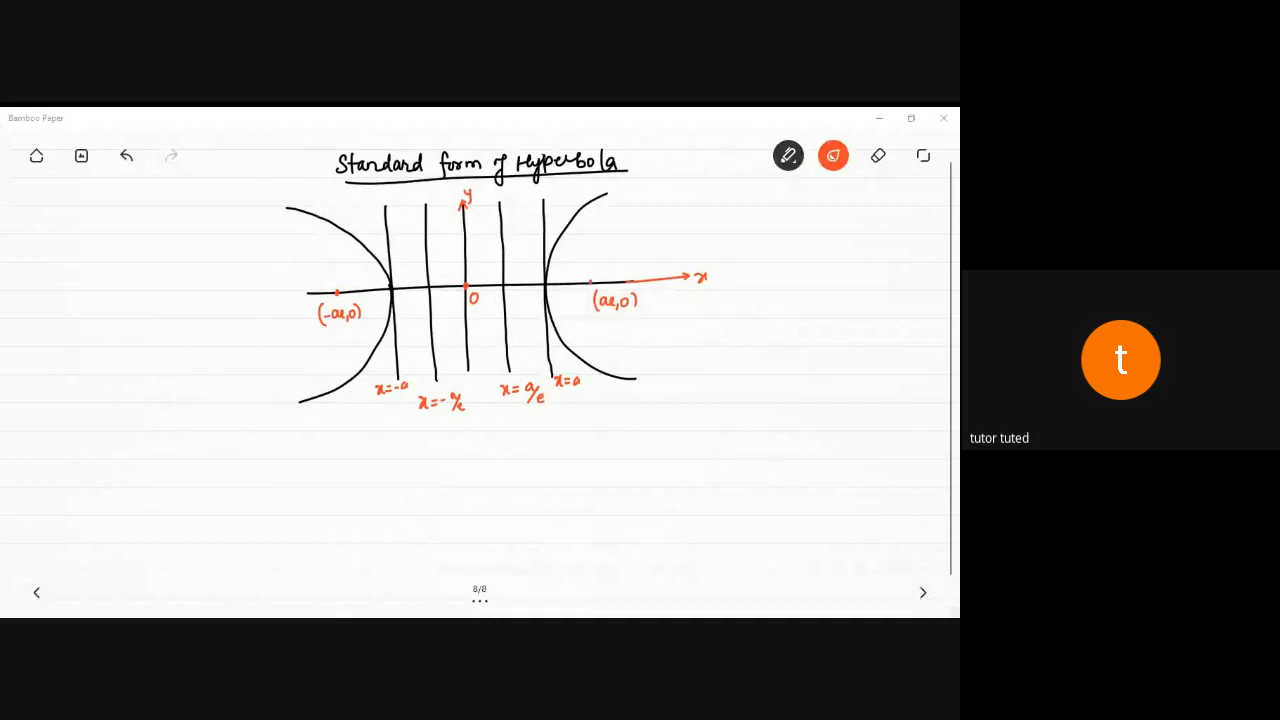 Bamboo Paper
Standard form of Hyperbola
y
x
0
(-ae,0)
(ae,0)
x=-a
x=-a/e
x=a/e
x=a
8/8
t
tutor tuted